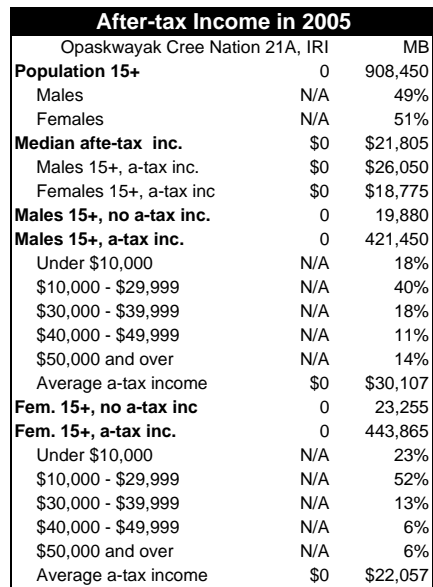 After-tax Income in 2005
Opaskwayak Cree Nation 21A, IRI MB
Population 15+ 0 908,450
Males N/A 49%
Females N/A 51%
Median afte-tax inc. $0 $21,805
Males 15+, a-tax inc. $0 $26,050
Females 15+, a-tax inc $0 $18,775
Males 15+, no a-tax inc. 0 19,880
Males 15+, a-tax inc. 0 421,450
Under $10,000 N/A 18%
$10,000 - $29,999 N/A 40%
$30,000 - $39,999 N/A 18%
$40,000 - $49,999 N/A 11%
$50,000 and over N/A 14%
Average a-tax income $0 $30,107
Fem. 15+, no a-tax inc 0 23,255
Fem. 15+, a-tax inc. 0 443,865
Under $10,000 N/A 23%
$10,000 - $29,999 N/A 52%
$30,000 - $39,999 N/A 13%
$40,000 - $49,999 N/A 6%
$50,000 and over N/A 6%
Average a-tax income $0 $22,057